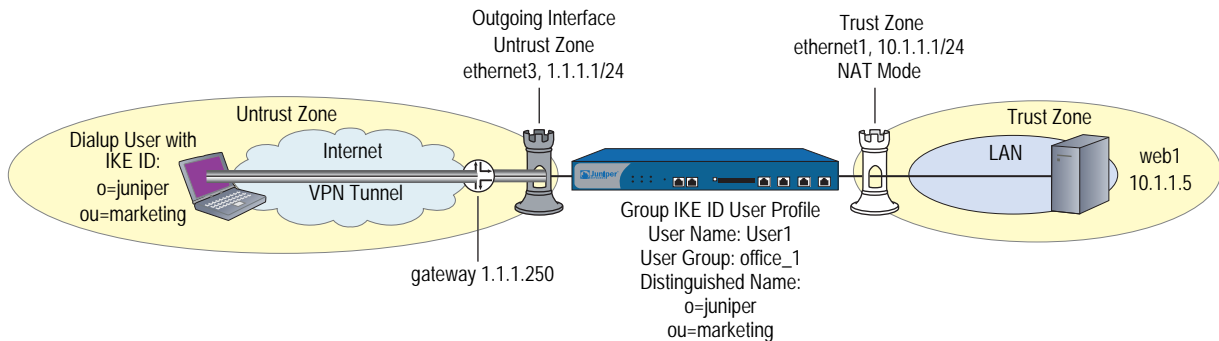 Outgoing Interface
Untrust Zone
ethernet3, 1.1.1.1/24
Trust Zone
ethernet1, 10.1.1.1/24
NAT Mode
Untrust Zone
Dialup User with
IKE ID:
o=juniper
ou=marketing
Internet
VPN Tunnel
gateway 1.1.1.250
Juniper
Group IKE ID User Profile
User Name: User1
User Group: office_1
Distinguished Name:
o=juniper
ou=marketing
Trust Zone
LAN
web1
10.1.1.5